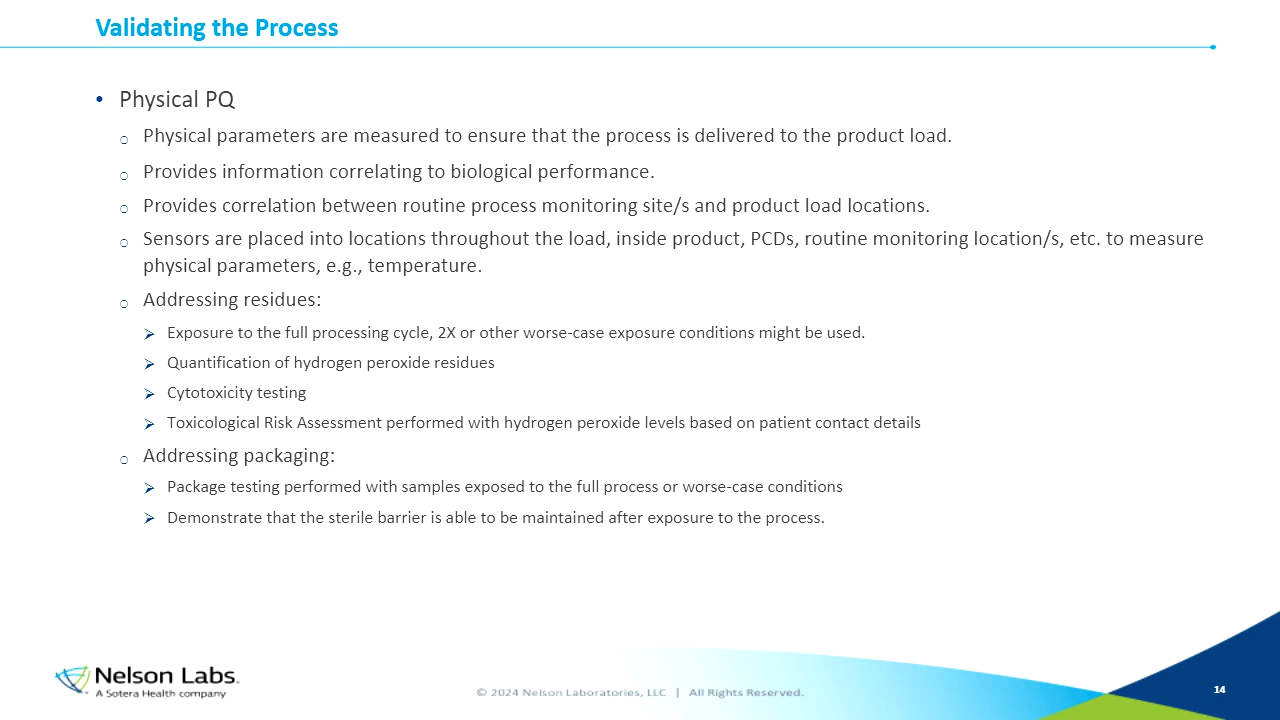 Validating the Process
• Physical PQ
o Physical parameters are measured to ensure that the process is delivered to the product load.
o Provides information correlating to biological performance.
o Provides correlation between routine process monitoring site/s and product load locations.
o Sensors are placed into locations throughout the load, inside product, PCDs, routine monitoring location/s, etc. to measure
physical parameters, e.g., temperature.
o Addressing residues:
➢ Exposure to the full processing cycle, 2X or other worse-case exposure conditions might be used.
➢ Quantification of hydrogen peroxide residues
➢ Cytotoxicity testing
➢ Toxicological Risk Assessment performed with hydrogen peroxide levels based on patient contact details
o Addressing packaging:
➢ Package testing performed with samples exposed to the full process or worse-case conditions
➢ Demonstrate that the sterile barrier is able to be maintained after exposure to the process.
Nelson Labs.
A Sotera Health company
© 2024 Nelson Laboratories, LLC | All Rights Reserved.
14